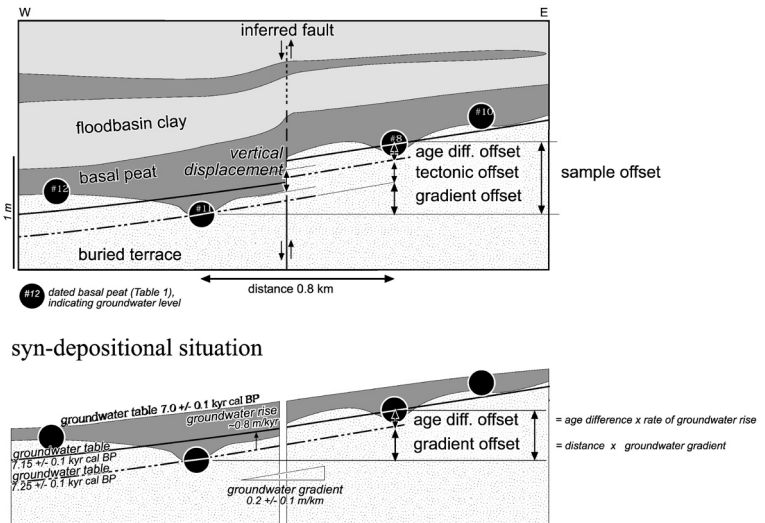 W
E
inferred fault
floodbasin clay
#10
#8
vertical
displacement
age diff. offset
tectonic offset
gradient offset
sample offset
basal peat
#12
#11
1 m
buried terrace
distance 0.8 km
#12
dated basal peat (Table 1),
indicating groundwater level
syn-depositional situation
groundwater table 7.0 +/- 0.1 kyr cal BP
groundwater rise
~0.8 m/kyr
groundwater table
7.15 +/- 0.1 kyr cal BP
groundwater table
7.25 +/- 0.1 kyr cal BP
age diff. offset
gradient offset
= age difference x rate of groundwater rise
= distance x groundwater gradient
groundwater gradient
0.2 +/- 0.1 m/km